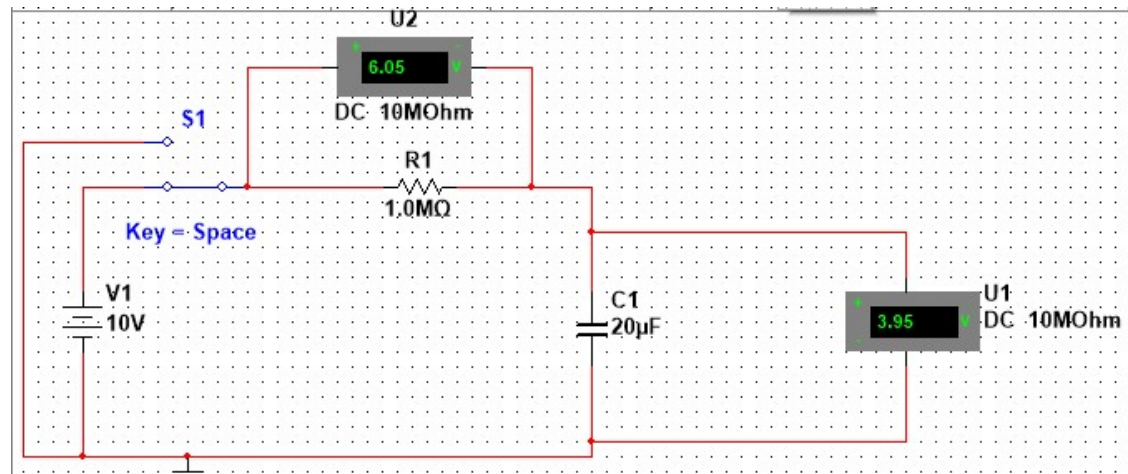 U2
+ -
6.05 V
DC 10MOhm
S1
R1
1.0MΩ
Key = Space
V1
10V
C1
20µF
+
3.95 V
-
U1
DC 10MOhm